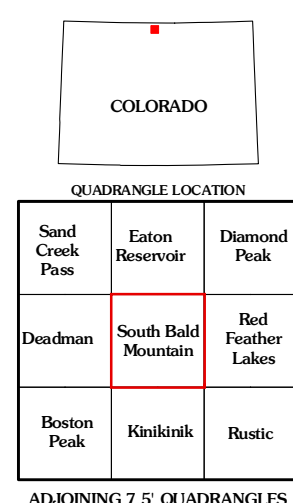 COLORADO
QUADRANGLE LOCATION
Sand
Creek
Pass
Eaton
Reservoir
Diamond
Peak
Deadman
South Bald
Mountain
Red
Feather
Lakes
Boston
Peak
Kinikinik
Rustic
ADJOINING 7.5' QUADRANGLES